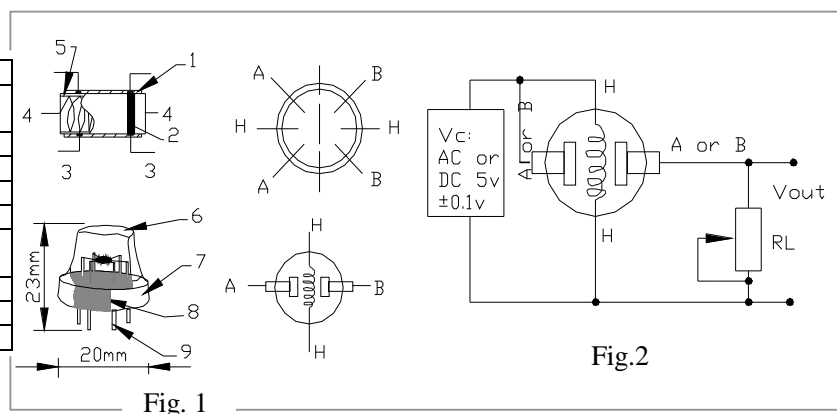 5
1
4
4
2
3
3
A
B
H
H
A
B
6
7
8
9
23mm
20mm
A
B
H
H
Fig. 1
Vc:
AC or
DC 5v
±0.1v
A or B
H
H
A or B
Vout
RL
Fig.2